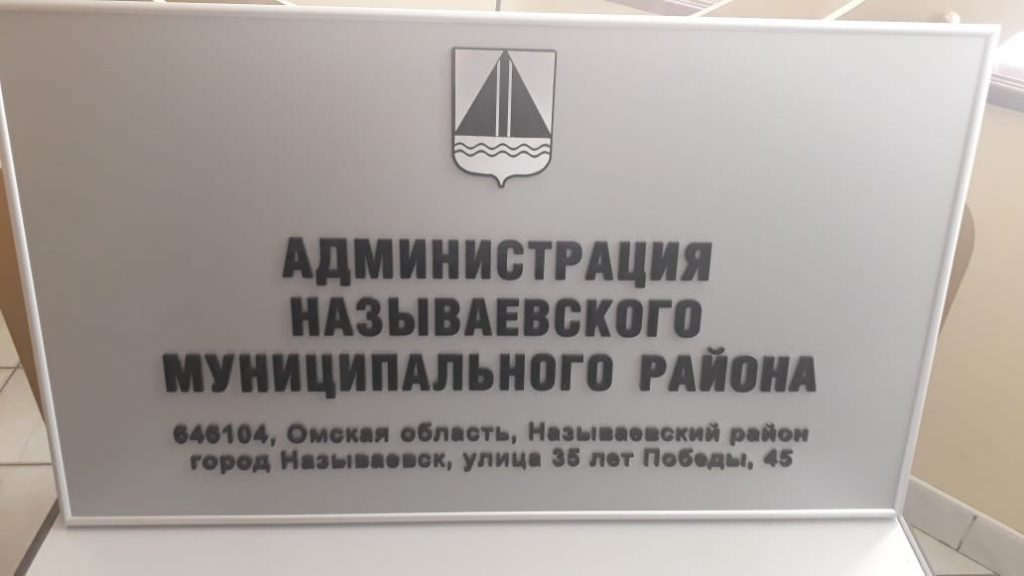 АДМИНИСТРАЦИЯ
НАЗЫВАЕВСКОГО
МУНИЦИПАЛЬНОГО РАЙОНА
646104, Омская область, Называевский район
город Называевск, улица 35 лет Победы, 45